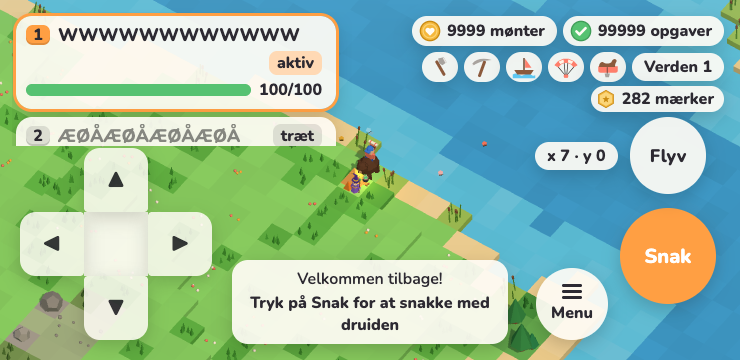 1 WWWWWWWWWWWW
aktiv
100/100
2 ÆØÅÆØÅÆØÅÆØÅ træt
9999 mønter 99999 opgaver
Verden 1
282 mærker
x 7 · y 0 Flyv
Snak
Velkommen tilbage!
Tryk på Snak for at snakke med
druiden
Menu